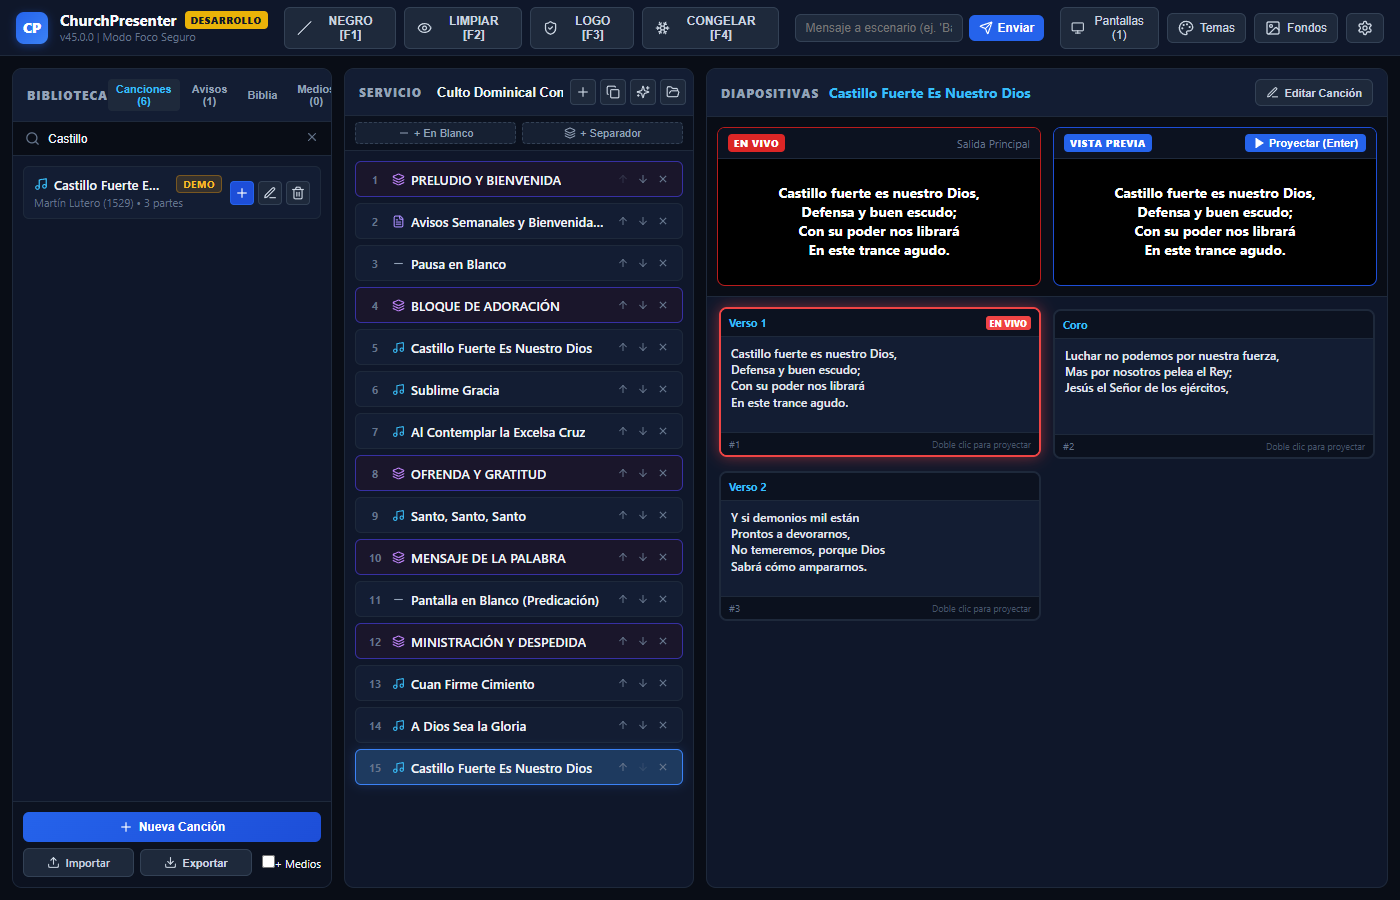 CP
ChurchPresenter
DESARROLLO
v45.0.0 | Modo Foco Seguro
NEGRO
[F1]
LIMPIAR
[F2]
LOGO
[F3]
CONGELAR
[F4]
Mensaje a escenario (ej. 'Ba
Enviar
Pantallas
(1)
Temas
Fondos
BIBLIOTECA
Canciones
(6)
Avisos
(1)
Biblia
Medios
(0)
Castillo
Castillo Fuerte E...
DEMO
Martín Lutero (1529) • 3 partes
Nueva Canción
Importar
Exportar
+ Medios
SERVICIO
Culto Dominical Con
+ En Blanco
+ Separador
1 PRELUDIO Y BIENVENIDA
2 Avisos Semanales y Bienvenida...
3 Pausa en Blanco
4 BLOQUE DE ADORACIÓN
5 Castillo Fuerte Es Nuestro Dios
6 Sublime Gracia
7 Al Contemplar la Excelsa Cruz
8 OFRENDA Y GRATITUD
9 Santo, Santo, Santo
10 MENSAJE DE LA PALABRA
11 Pantalla en Blanco (Predicación)
12 MINISTRACIÓN Y DESPEDIDA
13 Cuan Firme Cimiento
14 A Dios Sea la Gloria
15 Castillo Fuerte Es Nuestro Dios
DIAPOSITIVAS
Castillo Fuerte Es Nuestro Dios
Editar Canción
EN VIVO
Salida Principal
Castillo fuerte es nuestro Dios,
Defensa y buen escudo;
Con su poder nos librará
En este trance agudo.
VISTA PREVIA
Proyectar (Enter)
Castillo fuerte es nuestro Dios,
Defensa y buen escudo;
Con su poder nos librará
En este trance agudo.
Verso 1
EN VIVO
Castillo fuerte es nuestro Dios,
Defensa y buen escudo;
Con su poder nos librará
En este trance agudo.
#1
Doble clic para proyectar
Coro
Luchar no podemos por nuestra fuerza,
Mas por nosotros pelea el Rey;
Jesús el Señor de los ejércitos,
#2
Doble clic para proyectar
Verso 2
Y si demonios mil están
Prontos a devorarnos,
No temeremos, porque Dios
Sabrá cómo ampararnos.
#3
Doble clic para proyectar